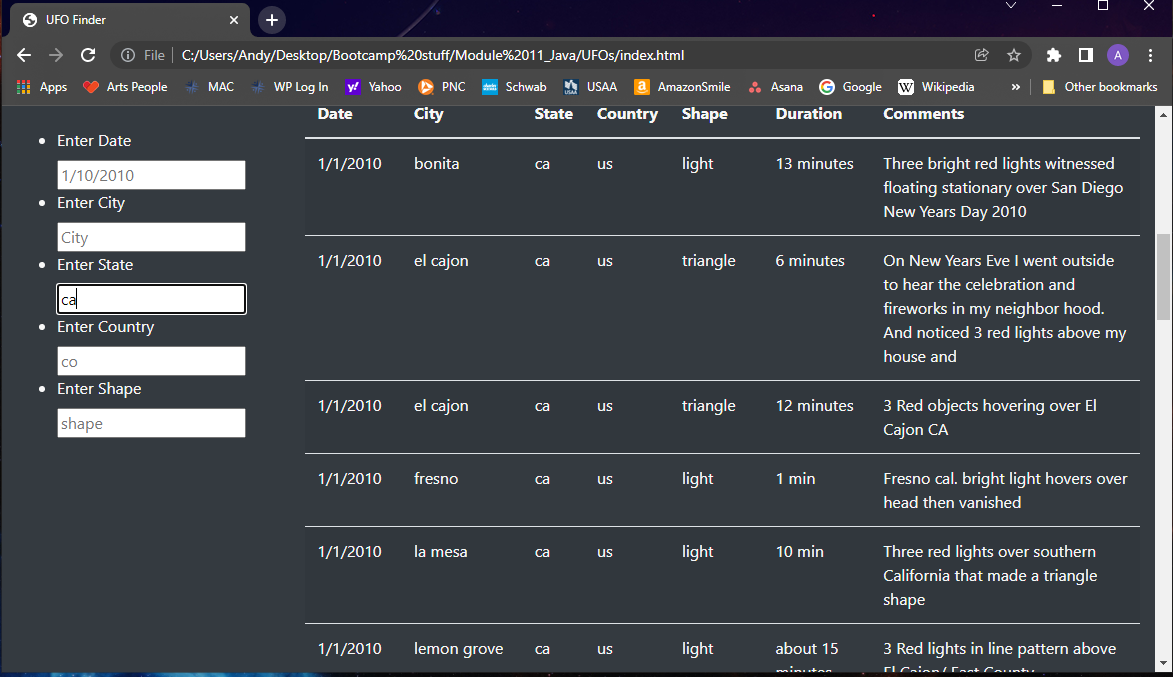 UFO Finder
File C:/Users/Andy/Desktop/Bootcamp%20stuff/Module%2011_Java/UFOs/index.html A
Apps Arts People MAC WP Log In Yahoo PNC Schwab USAA AmazonSmile Asana Google Wikipedia » Other bookmarks
Enter Date
1/10/2010
Enter City
City
Enter State
ca
Enter Country
co
Enter Shape
shape
Date City State Country Shape Duration Comments
1/1/2010 bonita ca us light 13 minutes Three bright red lights witnessed
floating stationary over San Diego
New Years Day 2010
1/1/2010 el cajon ca us triangle 6 minutes On New Years Eve I went outside
to hear the celebration and
fireworks in my neighbor hood.
And noticed 3 red lights above my
house and
1/1/2010 el cajon ca us triangle 12 minutes 3 Red objects hovering over El
Cajon CA
1/1/2010 fresno ca us light 1 min Fresno cal. bright light hovers over
head then vanished
1/1/2010 la mesa ca us light 10 min Three red lights over southern
California that made a triangle
shape
1/1/2010 lemon grove ca us light about 15 3 Red lights in line pattern above
minutes El Cajon/ East County